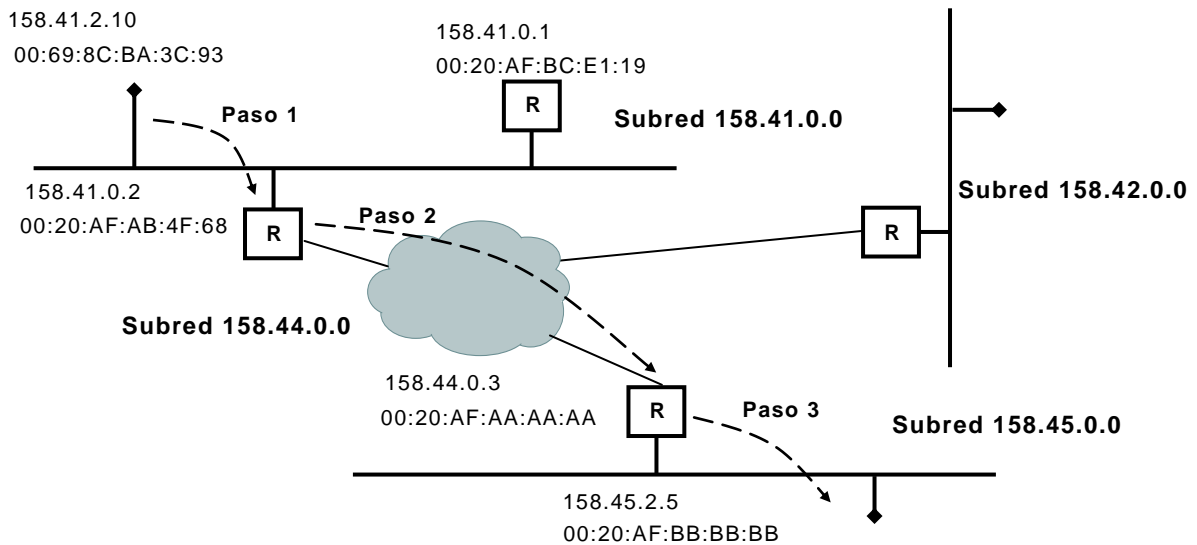 158.41.2.10
00:69:8C:BA:3C:93
158.41.0.1
00:20:AF:BC:E1:19
R
Subred 158.41.0.0
Paso 1
158.41.0.2
00:20:AF:AB:4F:68
R
Paso 2
Subred 158.42.0.0
R
Subred 158.44.0.0
158.44.0.3
00:20:AF:AA:AA:AA
R
Paso 3
Subred 158.45.0.0
158.45.2.5
00:20:AF:BB:BB:BB